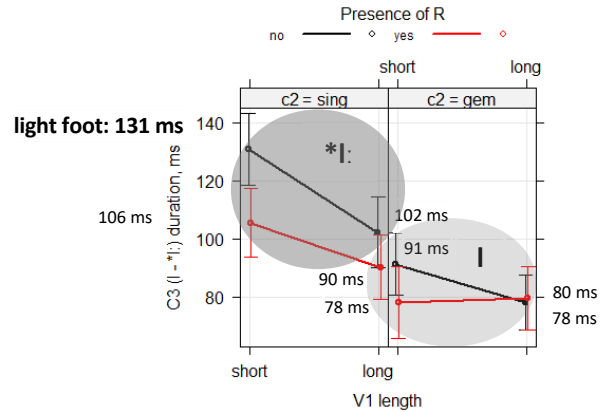 Presence of R
no yes
short long
c2 = sing c2 = gem
light foot: 131 ms
140
*l:
120
106 ms
102 ms
100
91 ms
l
90 ms
80 ms
80
78 ms
78 ms
C3 (l - *l:) duration, ms
short long
V1 length